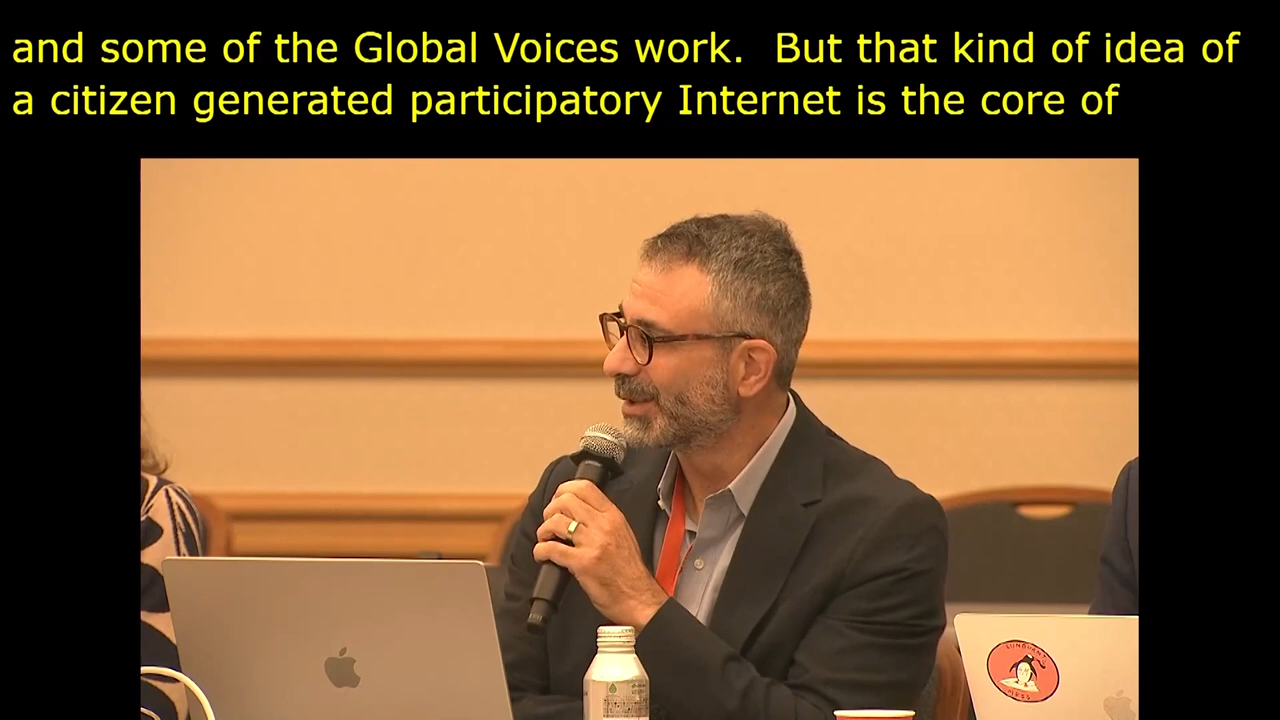 and some of the Global Voices work.  But that kind of idea of
a citizen generated participatory Internet is the core of